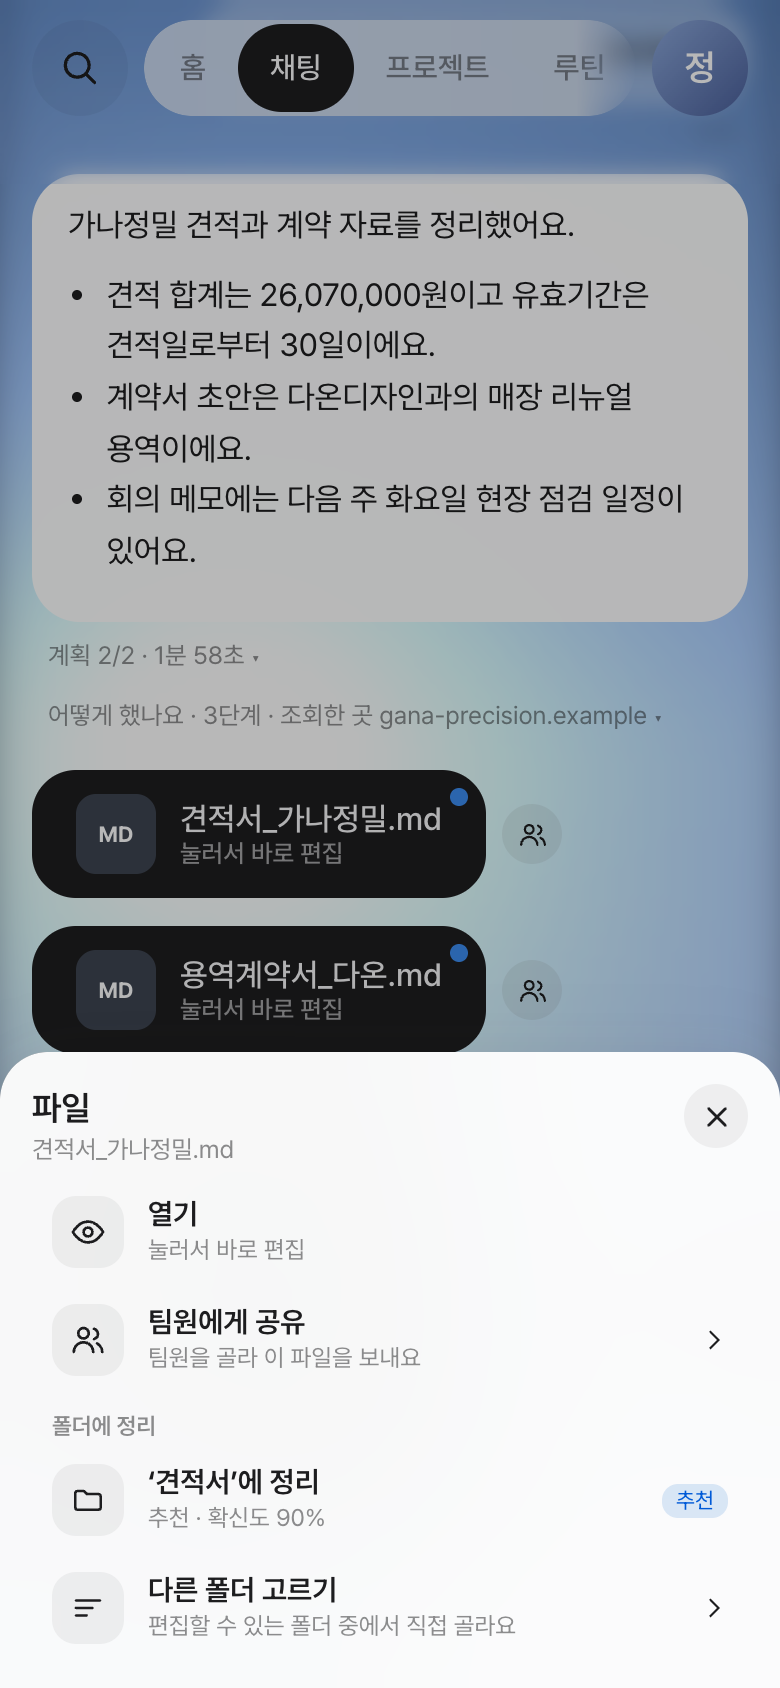 홈
채팅
프로젝트
루틴
정
가나정밀 견적과 계약 자료를 정리했어요.
• 견적 합계는 26,070,000원이고 유효기간은
견적일로부터 30일이에요.
• 계약서 초안은 다온디자인과의 매장 리뉴얼
용역이에요.
• 회의 메모에는 다음 주 화요일 현장 점검 일정이
있어요.
계획 2/2 · 1분 58초 ▾
어떻게 했나요 · 3단계 · 조회한 곳 gana-precision.example ▾
MD
견적서_가나정밀.md
눌러서 바로 편집
MD
용역계약서_다온.md
눌러서 바로 편집
파일
견적서_가나정밀.md
열기
눌러서 바로 편집
팀원에게 공유
팀원을 골라 이 파일을 보내요
폴더에 정리
‘견적서’에 정리
추천 · 확신도 90%
추천
다른 폴더 고르기
편집할 수 있는 폴더 중에서 직접 골라요